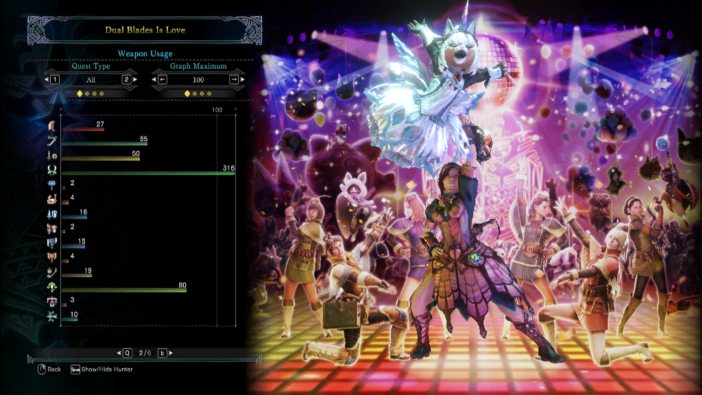 Dual Blades Is Love
Weapon Usage
Quest Type
Graph Maximum
1 All 2
100
100
27
55
50
316
2
4
16
2
15
4
19
80
3
10
Q 2/6 E
Back Show/Hide Hunter